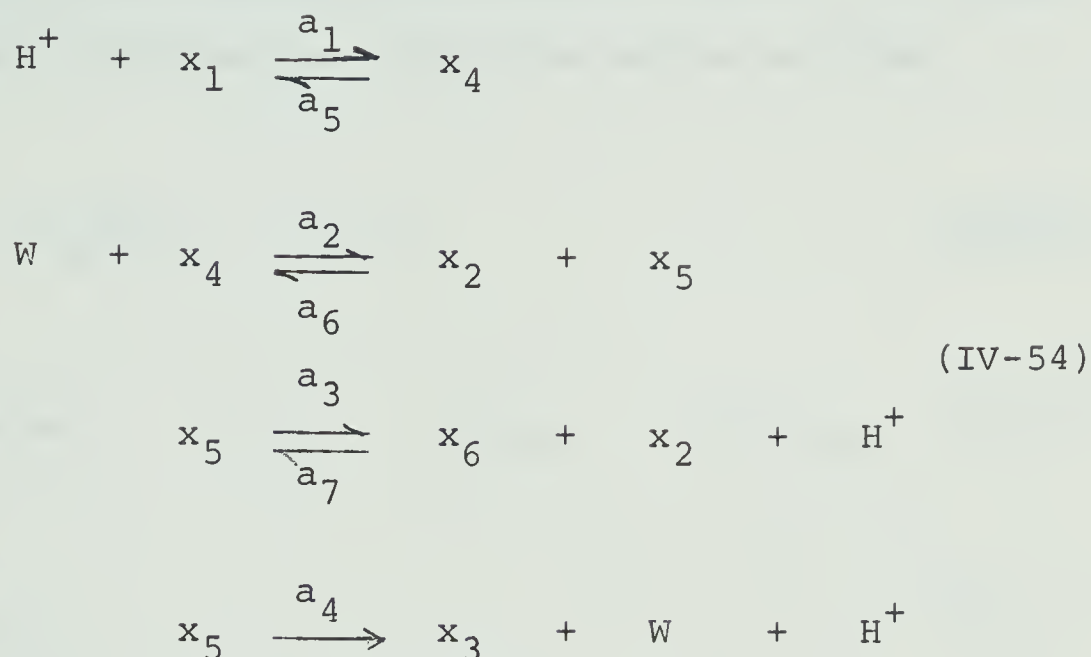 a₁
H⁺ + x₁ ⇌ x₄
a₅
a₂
W + x₄ ⇌ x₂ + x₅
a₆
(IV-54)
a₃
x₅ ⇌ x₆ + x₂ + H⁺
a₇
a₄
x₅ → x₃ + W + H⁺